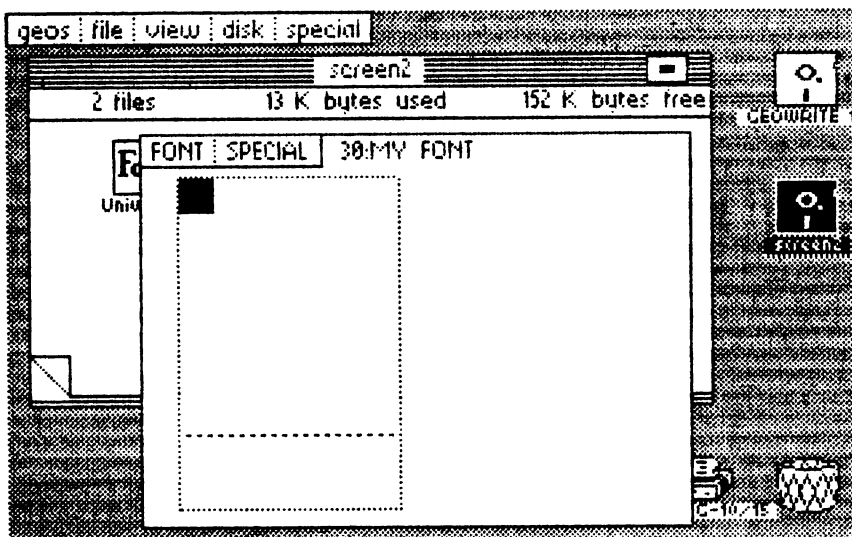 geos file view disk special
screen2
2 files 13 K bytes used 152 K bytes free
GEOWRITE
FONT SPECIAL 30:MY FONT
Fo
Univ
screen2